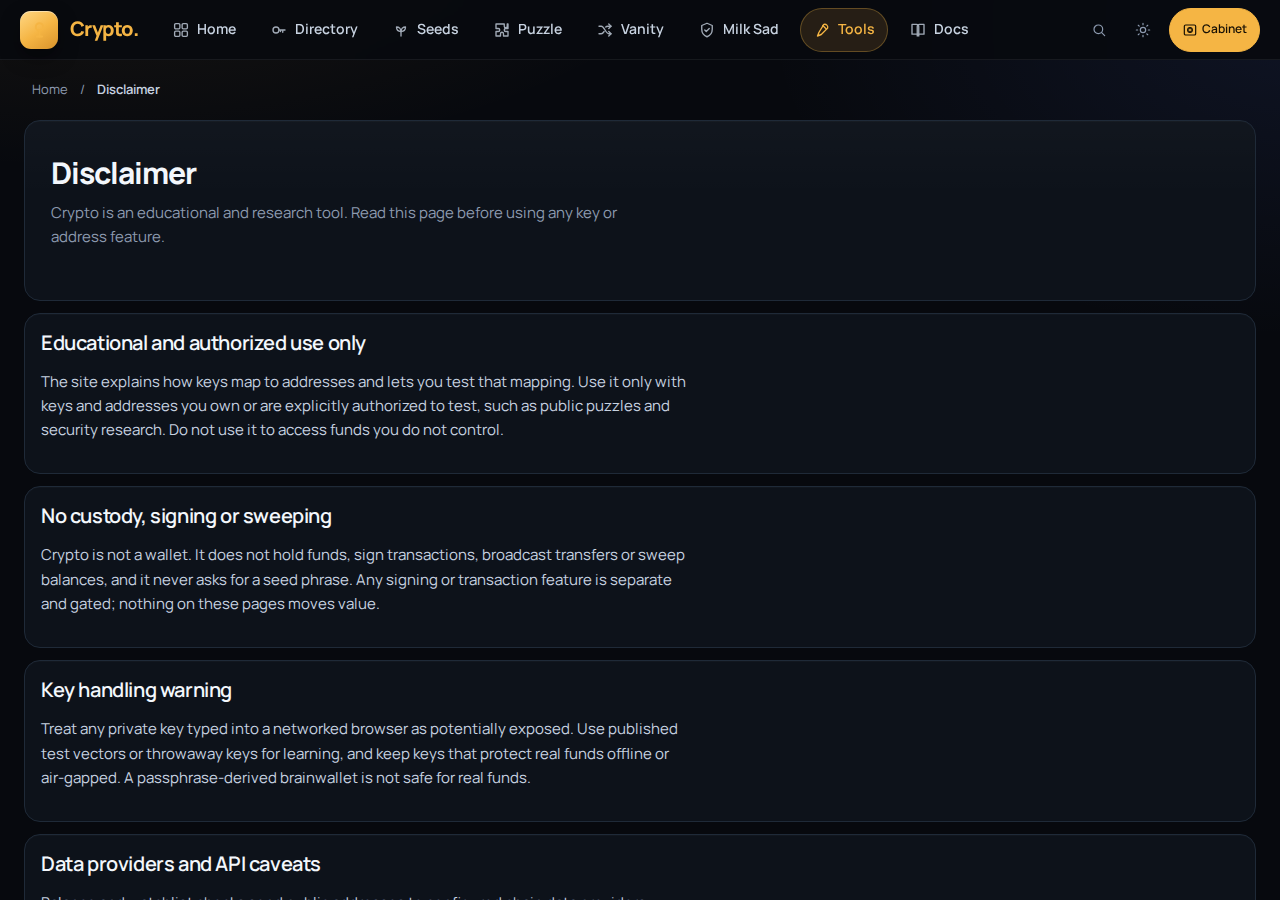 Crypto.
Home
Directory
Seeds
Puzzle
Vanity
Milk Sad
Tools
Docs
Cabinet
Home / Disclaimer
Disclaimer
Crypto is an educational and research tool. Read this page before using any key or
address feature.
Educational and authorized use only
The site explains how keys map to addresses and lets you test that mapping. Use it only with
keys and addresses you own or are explicitly authorized to test, such as public puzzles and
security research. Do not use it to access funds you do not control.
No custody, signing or sweeping
Crypto is not a wallet. It does not hold funds, sign transactions, broadcast transfers or sweep
balances, and it never asks for a seed phrase. Any signing or transaction feature is separate
and gated; nothing on these pages moves value.
Key handling warning
Treat any private key typed into a networked browser as potentially exposed. Use published
test vectors or throwaway keys for learning, and keep keys that protect real funds offline or
air-gapped. A passphrase-derived brainwallet is not safe for real funds.
Data providers and API caveats